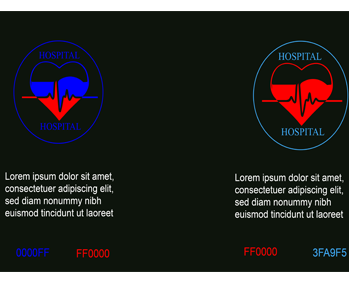 HOSPITAL
HOSPITAL
Lorem ipsum dolor sit amet,
consectetuer adipiscing elit,
sed diam nonummy nibh
euismod tincidunt ut laoreet
0000FF FF0000
HOSPITAL
HOSPITAL
Lorem ipsum dolor sit amet,
consectetuer adipiscing elit,
sed diam nonummy nibh
euismod tincidunt ut laoreet
FF0000 3FA9F5